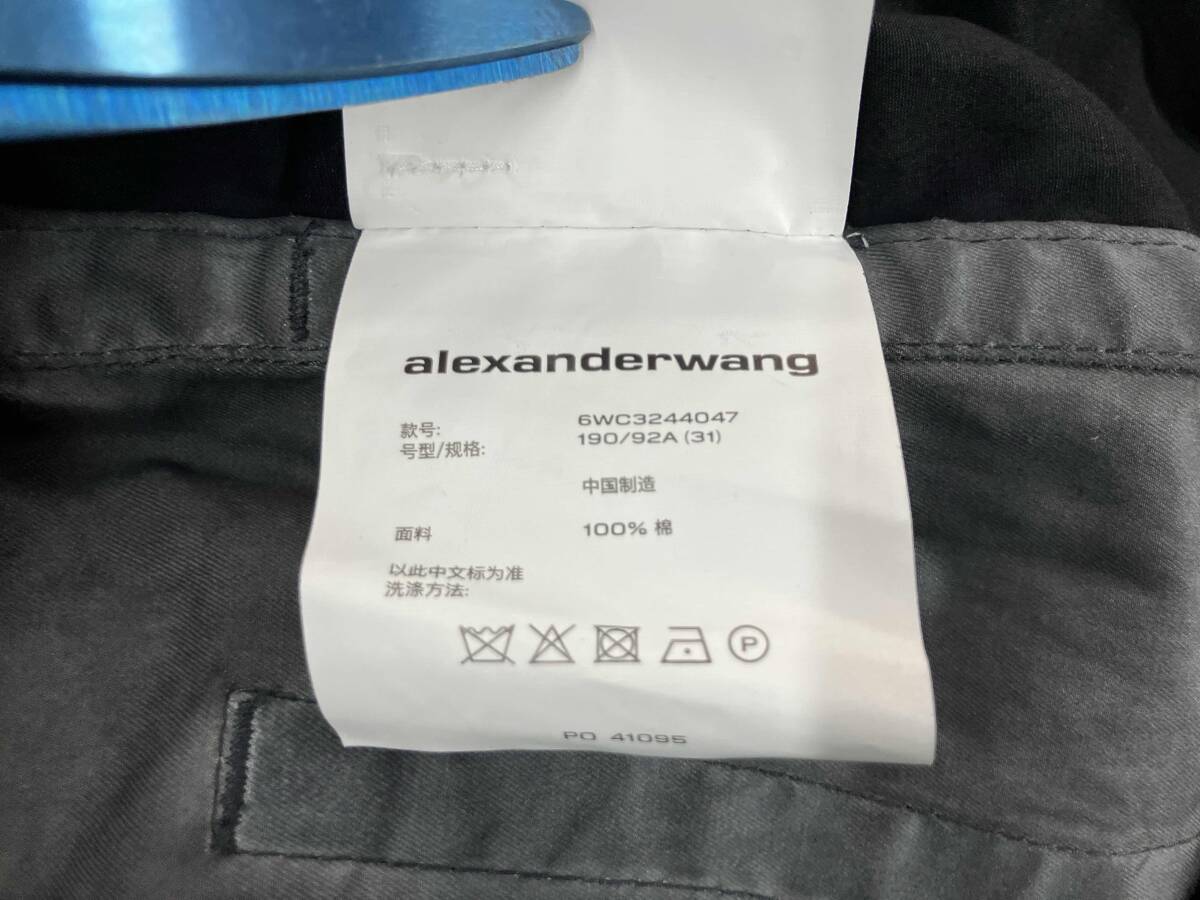 alexanderwang
款号: 6WC3244047
号型/规格: 190/92A (31)
中国制造
面料 100% 棉
以此中文标为准
洗涤方法:
P
PO 41095